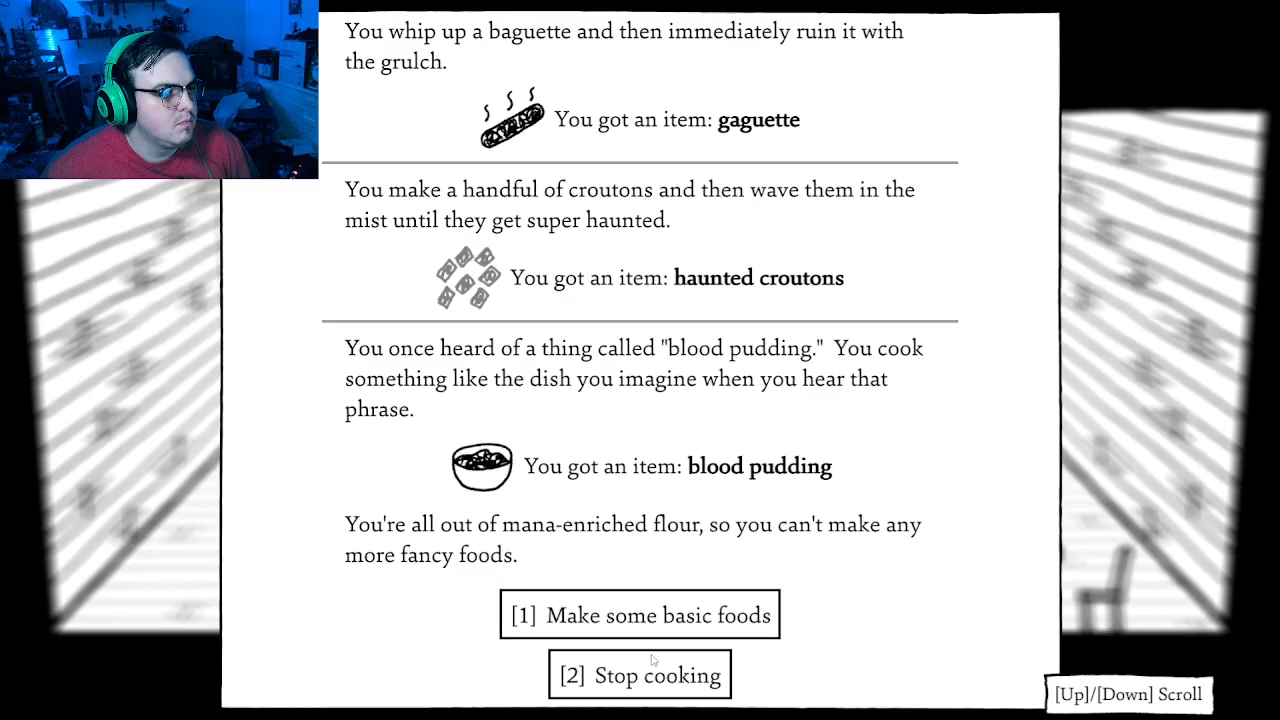 You whip up a baguette and then immediately ruin it with
the grulch.
You got an item: gaguette
You make a handful of croutons and then wave them in the
mist until they get super haunted.
You got an item: haunted croutons
You once heard of a thing called "blood pudding."  You cook
something like the dish you imagine when you hear that
phrase.
You got an item: blood pudding
You're all out of mana-enriched flour, so you can't make any
more fancy foods.
[1] Make some basic foods
[2] Stop cooking
[Up]/[Down] Scroll